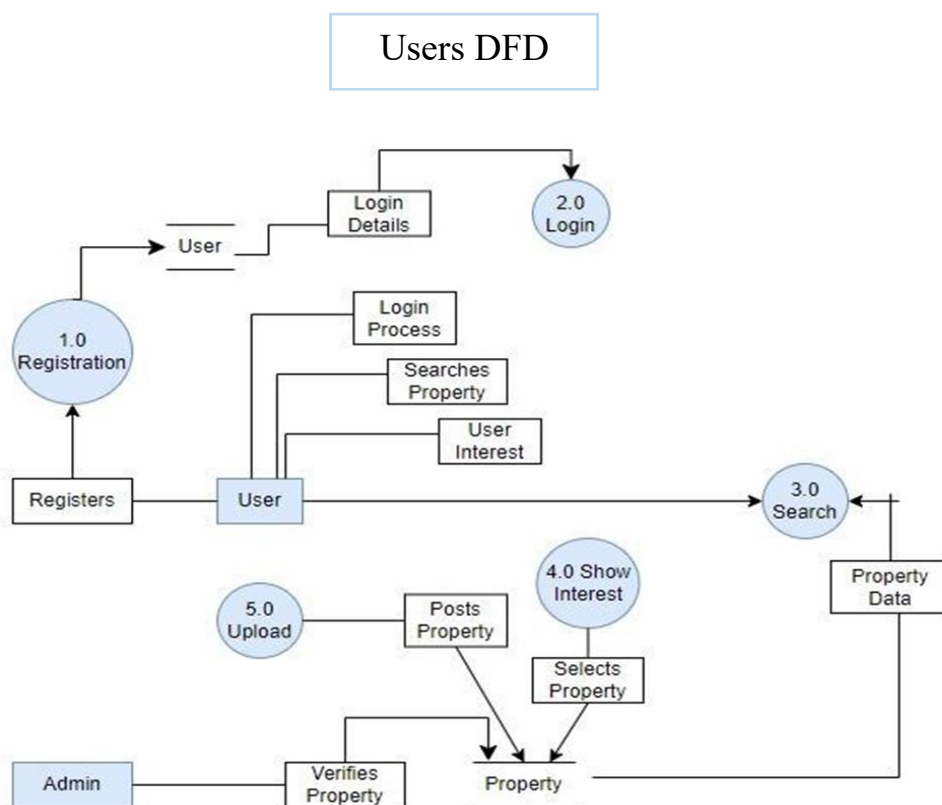 Users DFD
Login
Details
2.0
Login
User
Login
Process
1.0
Registration
Searches
Property
User
Interest
Registers
User
3.0
Search
4.0 Show
Interest
Property
Data
5.0
Upload
Posts
Property
Selects
Property
Admin
Verifies
Property
Property